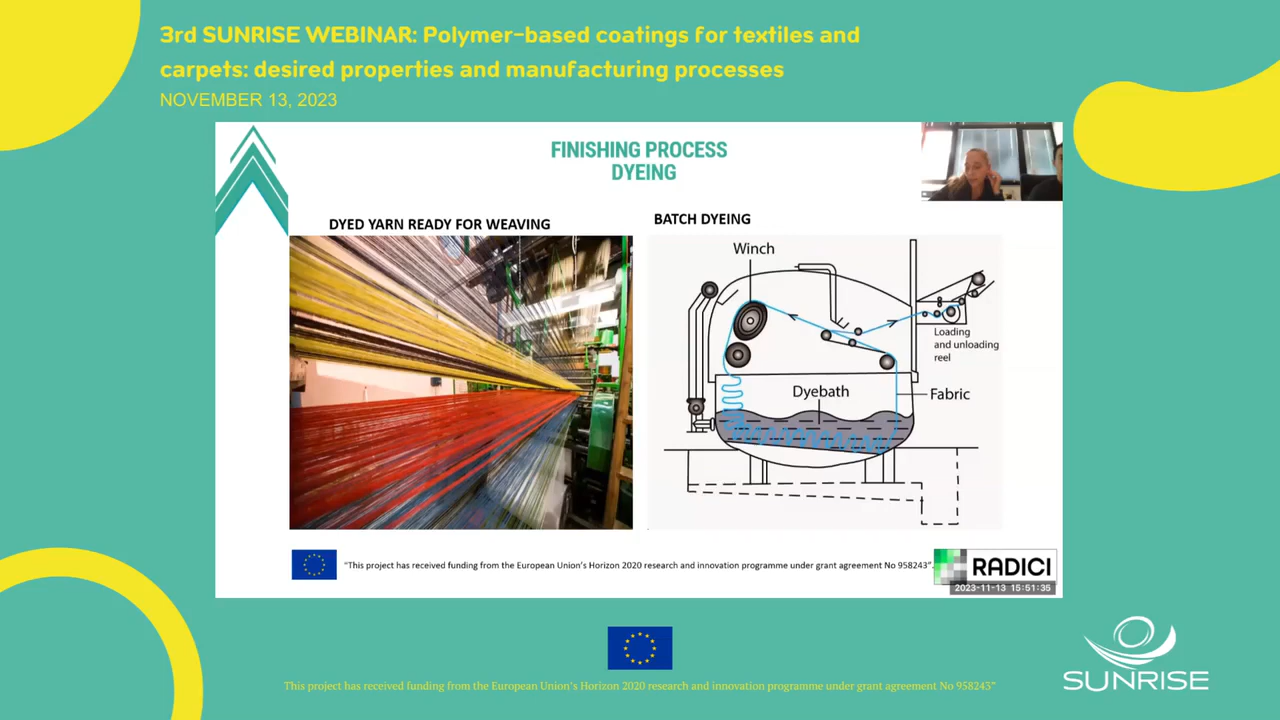 3rd SUNRISE WEBINAR: Polymer-based coatings for textiles and
carpets: desired properties and manufacturing processes
NOVEMBER 13, 2023
FINISHING PROCESS
DYEING
DYED YARN READY FOR WEAVING
BATCH DYEING
Winch
Loading
and unloading
reel
Dyebath
Fabric
"This project has received funding from the European Union's Horizon 2020 research and innovation programme under grant agreement No 958243".
RADICI
2023-11-13 15:51:35
SUNRISE
This project has received funding from the European Union's Horizon 2020 research and innovation programme under grant agreement No 958243"